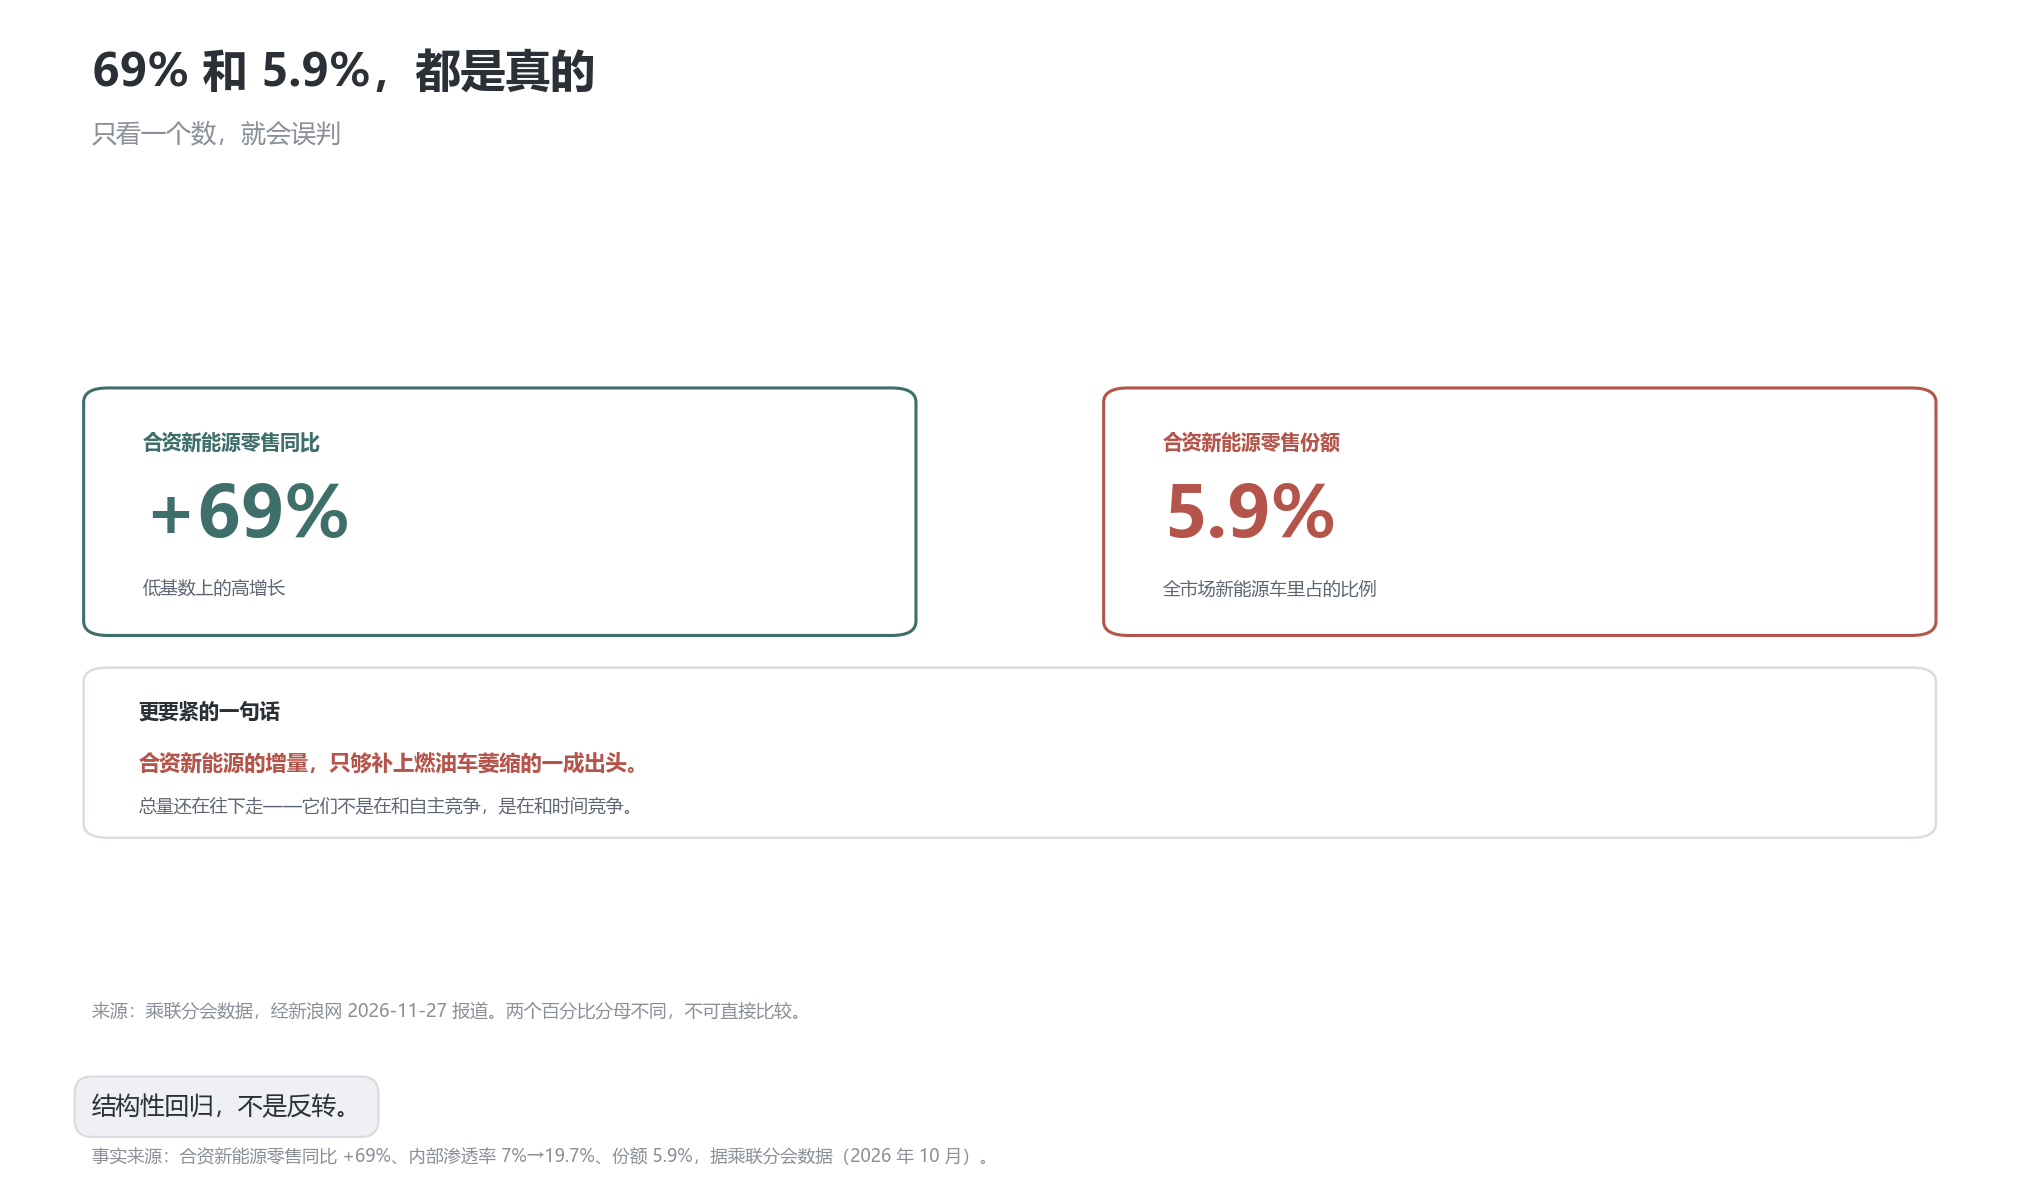 69% 和 5.9%，都是真的
只看一个数，就会误判
合资新能源零售同比
+69%
低基数上的高增长
合资新能源零售份额
5.9%
全市场新能源车里占的比例
更要紧的一句话
合资新能源的增量，只够补上燃油车萎缩的一成出头。
总量还在往下走——它们不是在和自主竞争，是在和时间竞争。
来源：乘联分会数据，经新浪网 2026-11-27 报道。两个百分比分母不同，不可直接比较。
结构性回归，不是反转。
事实来源：合资新能源零售同比 +69%、内部渗透率 7%→19.7%、份额 5.9%，据乘联分会数据（2026 年 10 月）。